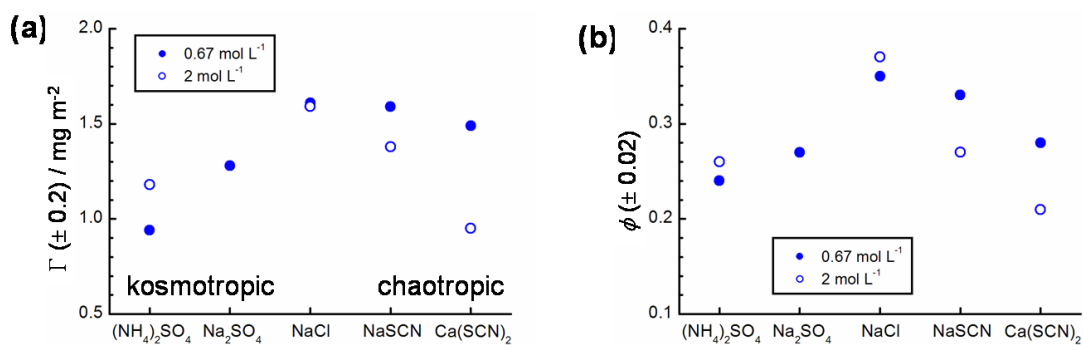 (a)
2.0
1.5
1.0
0.5
Γ (± 0.2) / mg m⁻²
0.67 mol L⁻¹
2 mol L⁻¹
kosmotropic
chaotropic
(NH₄)₂SO₄ Na₂SO₄ NaCl NaSCN Ca(SCN)₂
(b)
0.4
0.3
0.2
0.1
ϕ (± 0.02)
0.67 mol L⁻¹
2 mol L⁻¹
(NH₄)₂SO₄ Na₂SO₄ NaCl NaSCN Ca(SCN)₂